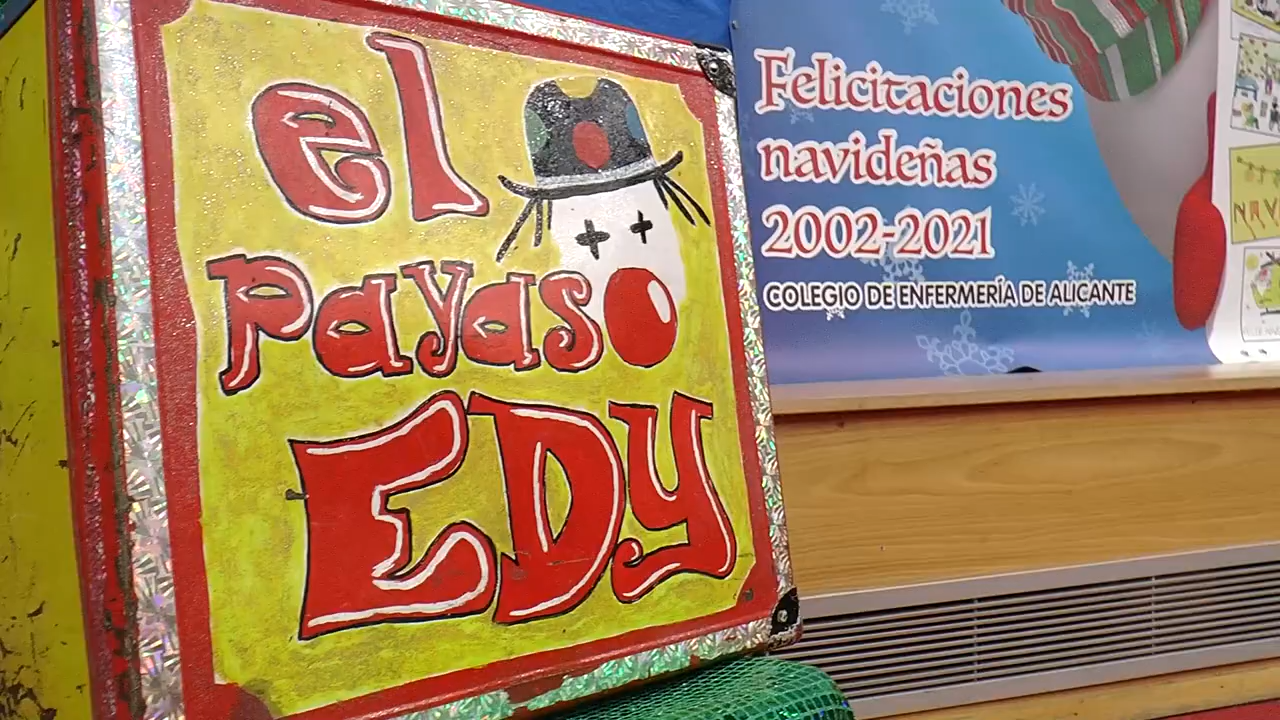 el
payaso
EDY
Felicitaciones
navideñas
2002-2021
COLEGIO DE ENFERMERÍA DE ALICANTE